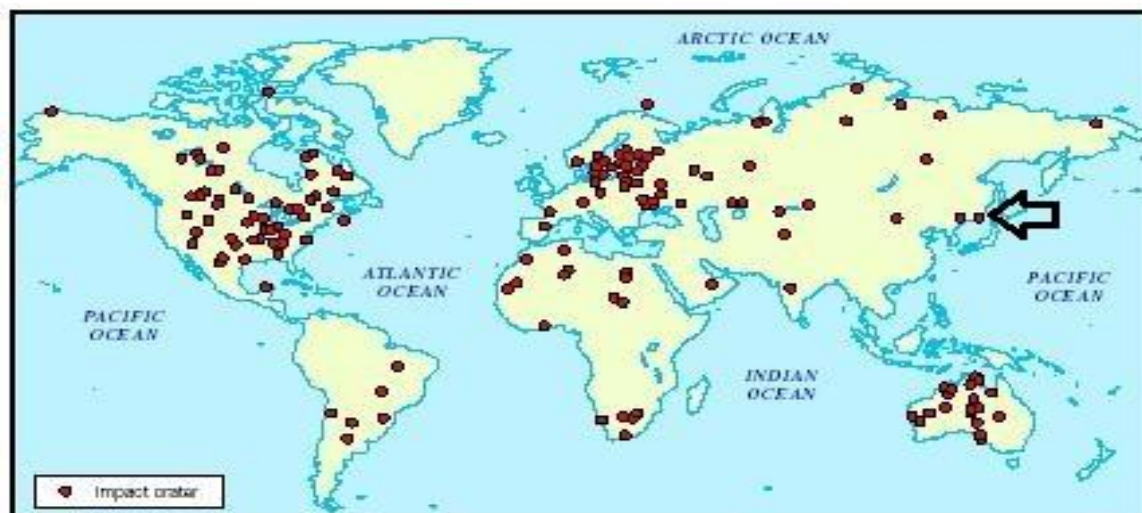 ARCTIC OCEAN
ATLANTIC
OCEAN
PACIFIC
OCEAN
PACIFIC
OCEAN
INDIAN
OCEAN
Impact crater